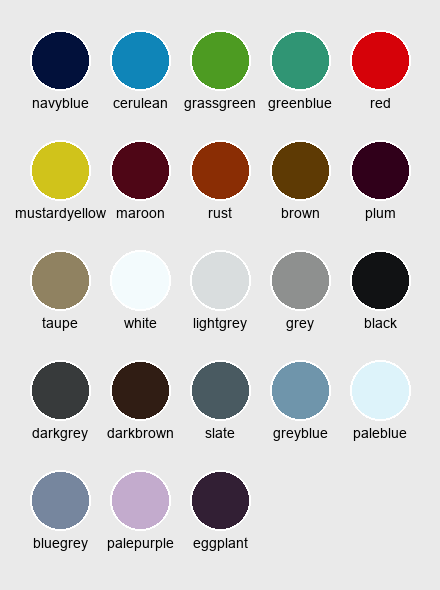 navyblue cerulean grassgreen greenblue red
mustardyellow maroon rust brown plum
taupe white lightgrey grey black
darkgrey darkbrown slate greyblue paleblue
bluegrey palepurple eggplant